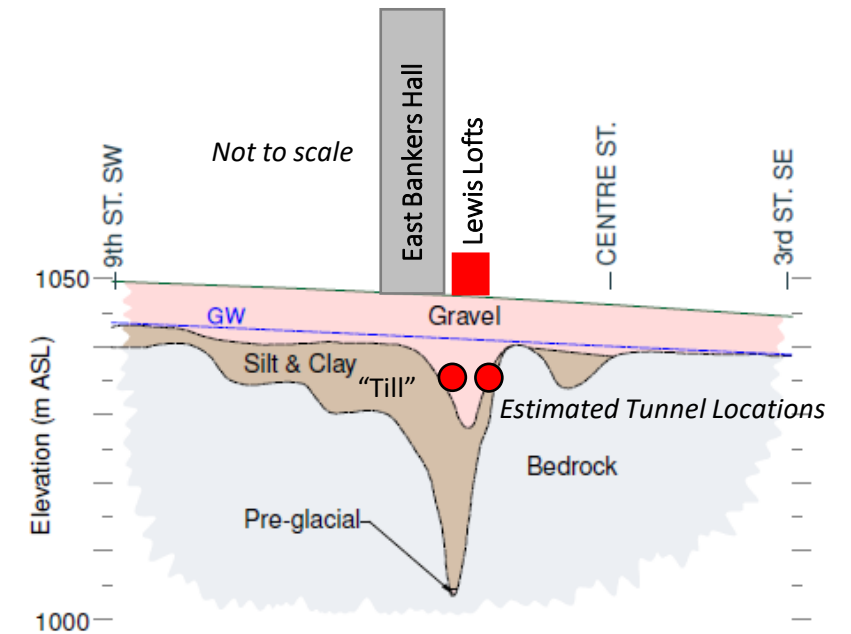 East Bankers Hall
Lewis Lofts
Not to scale
9th ST. SW
CENTRE ST.
3rd ST. SE
1050
GW
Gravel
Silt & Clay
“Till”
Estimated Tunnel Locations
Elevation (m ASL)
Bedrock
Pre-glacial
1000